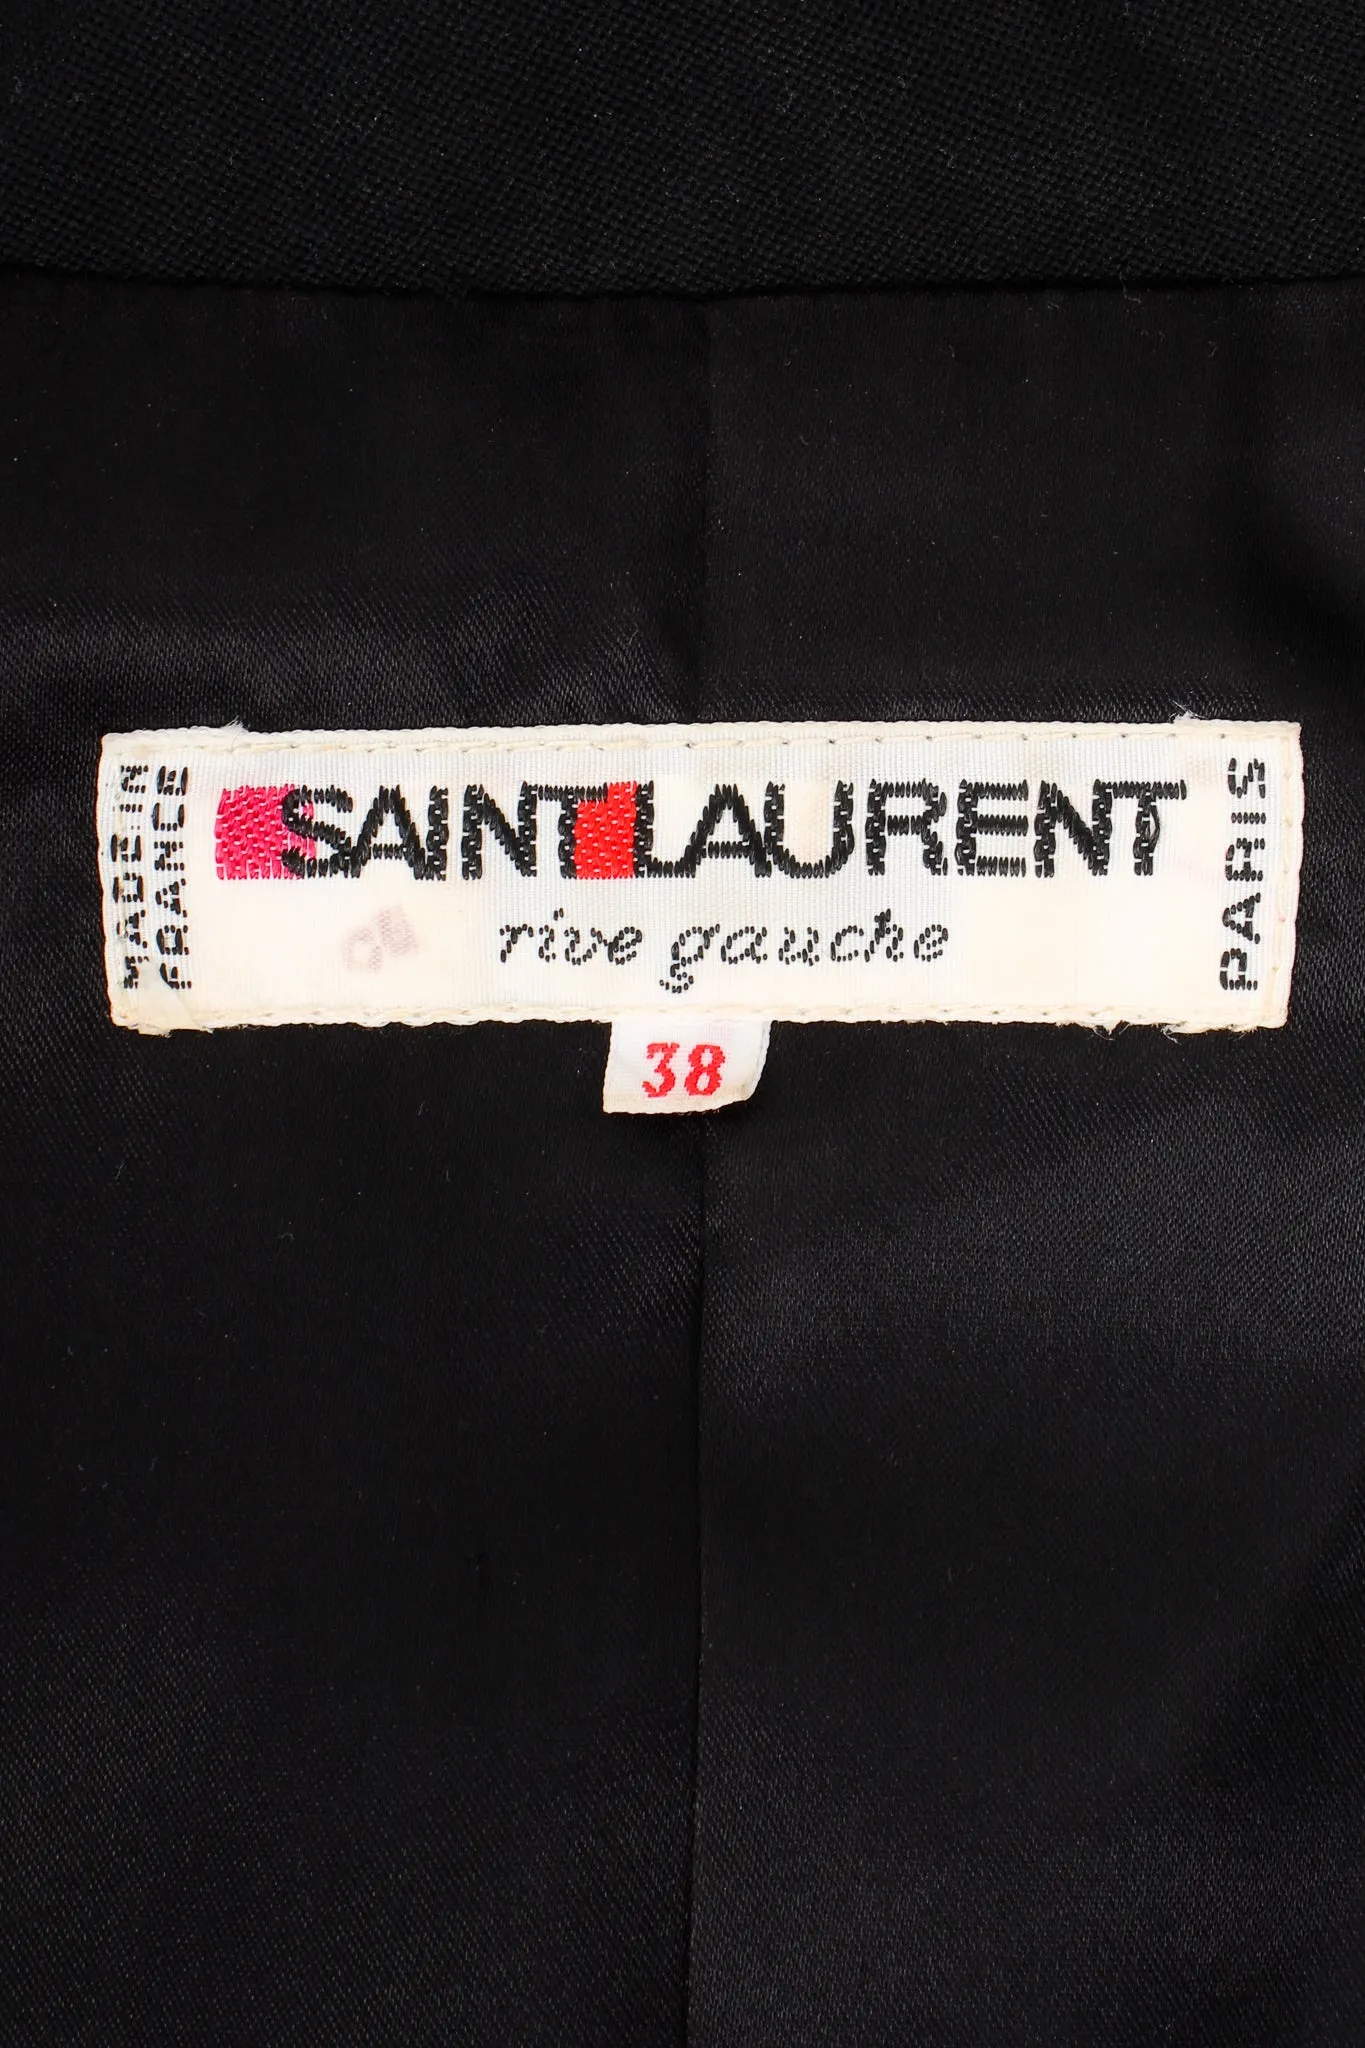 MADE IN
FRANCE
SAINT LAURENT
rive gauche
PARIS
38